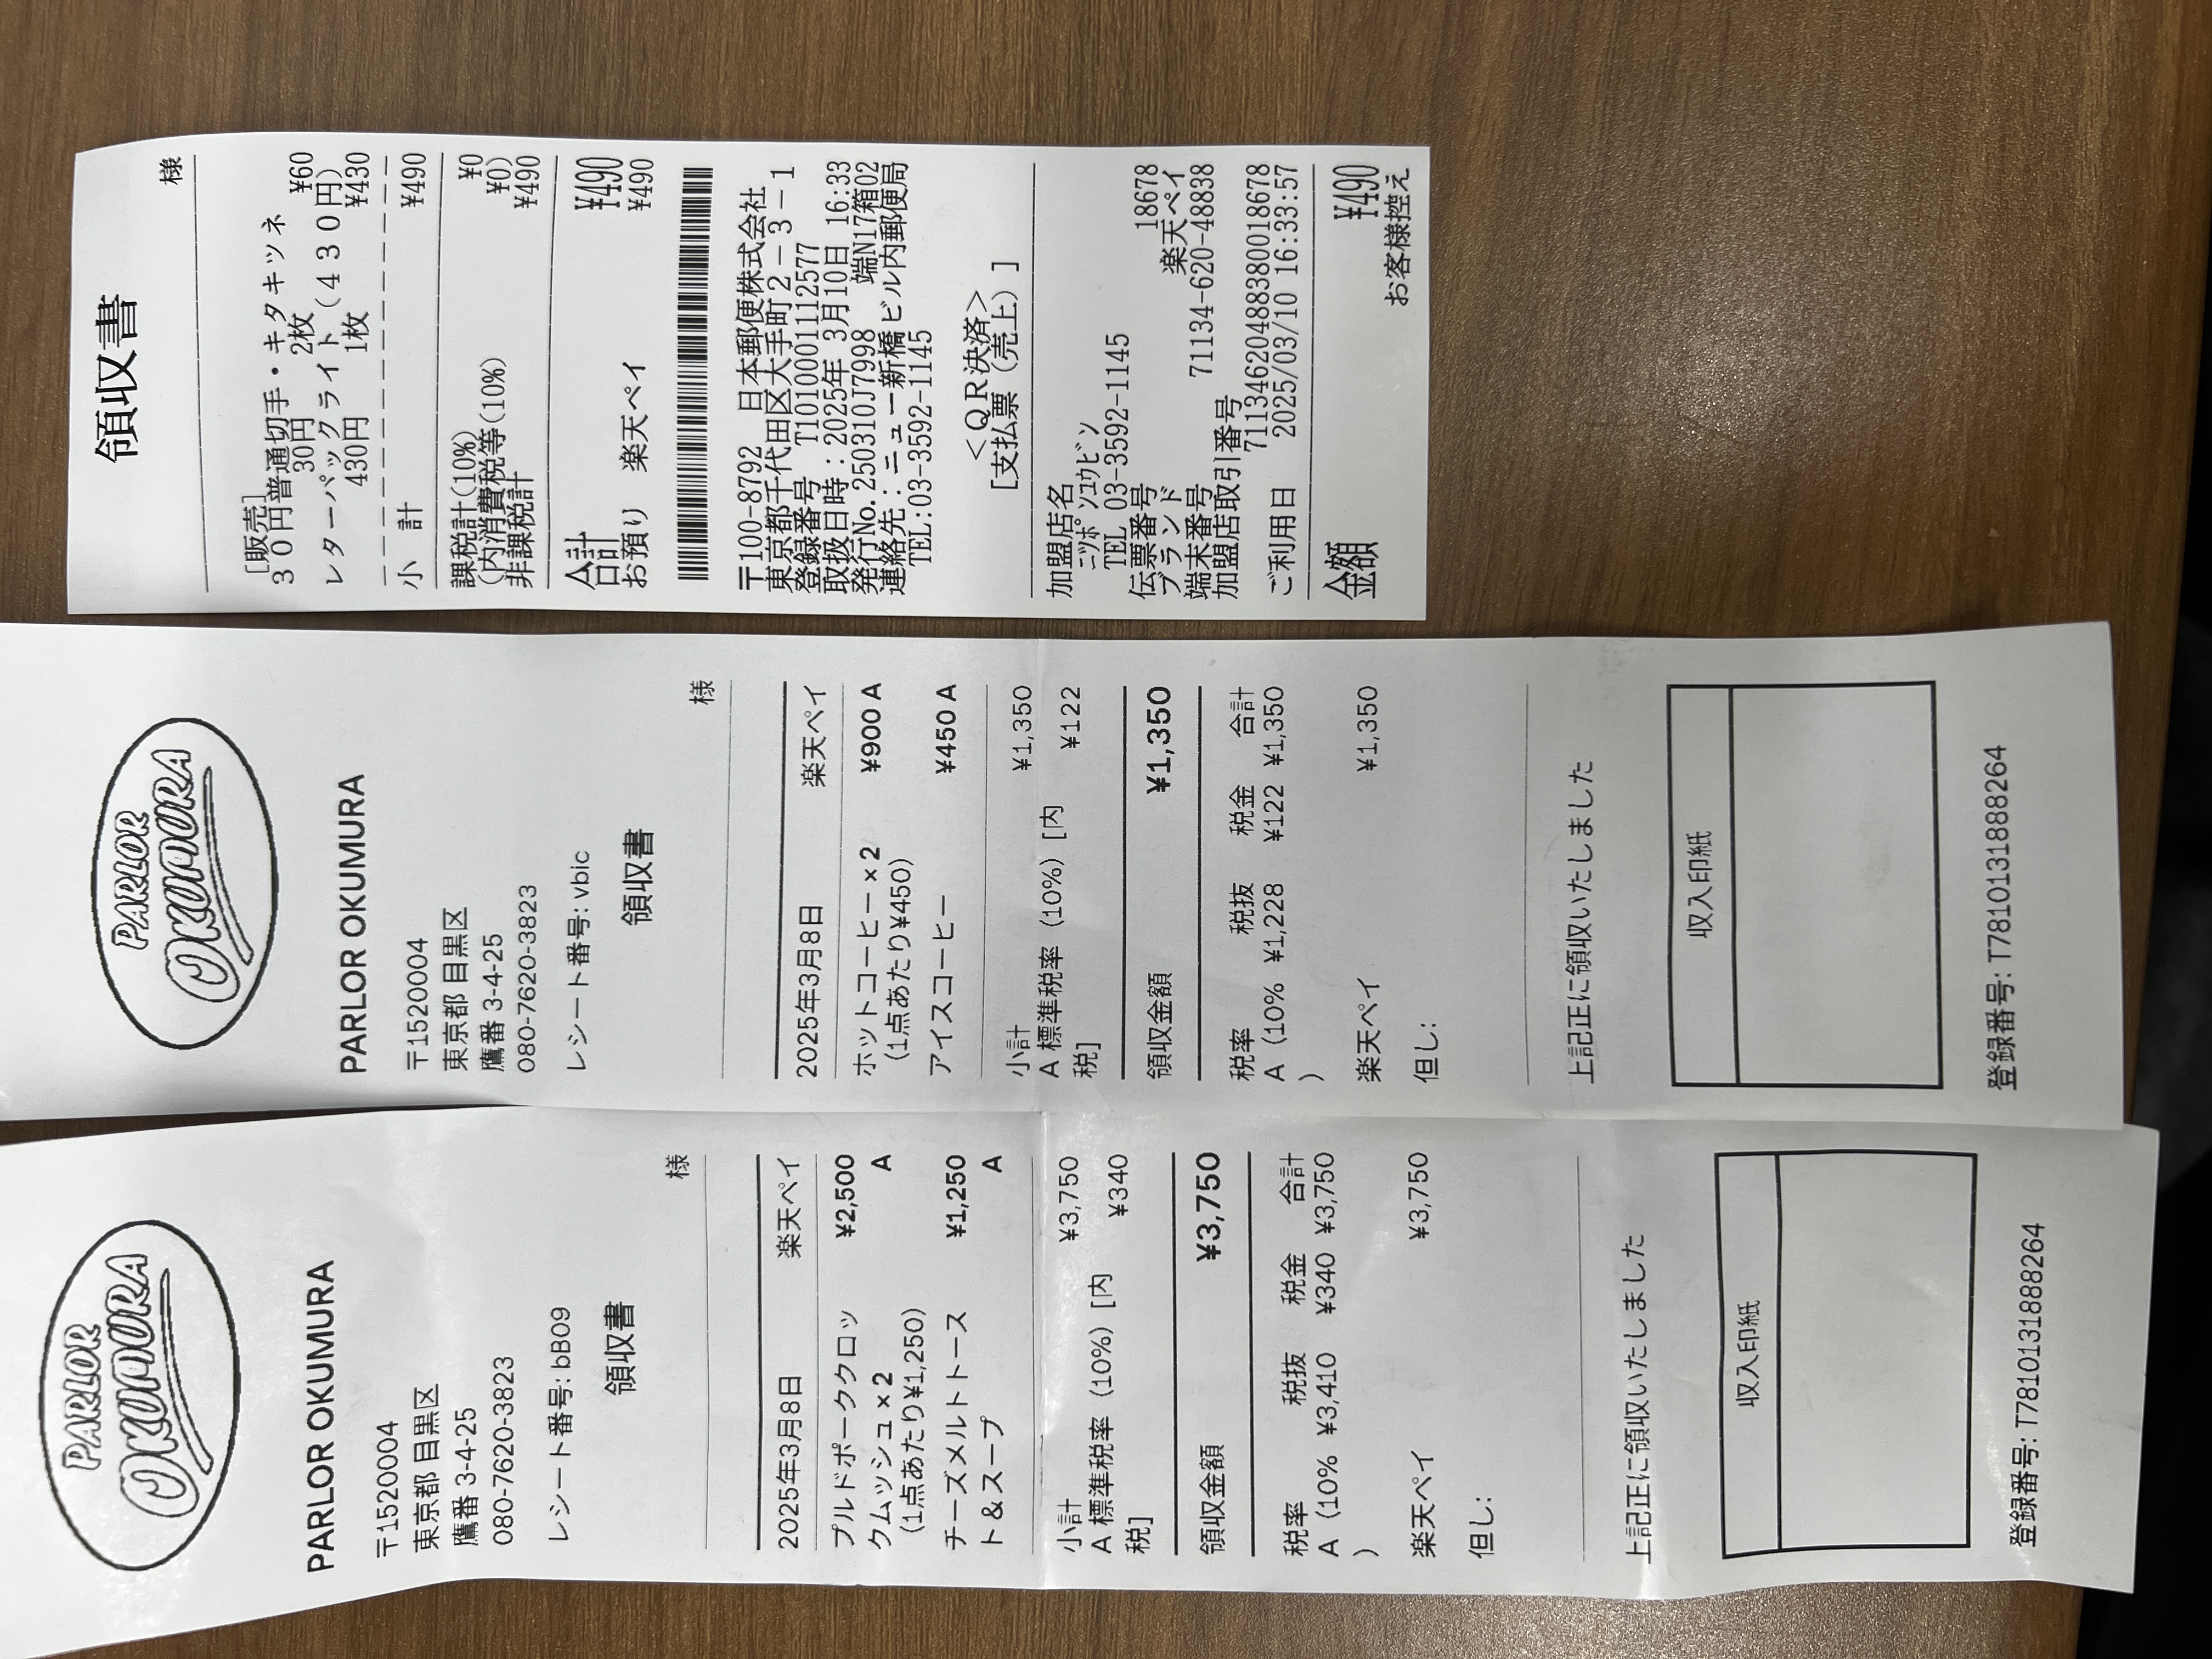 PARLOR
OKUMURA
PARLOR OKUMURA
〒1520004
東京都 目黒区
鷹番 3-4-25
080-7620-3823
レシート番号: bB09
領収書
様
2025年3月8日 楽天ペイ
プルドポーククロッ ¥2,500
クムッシュ × 2 A
（1点あたり¥1,250）
チーズメルトトース ¥1,250
ト＆スープ A
小計 ¥3,750
A 標準税率（10%）[内 ¥340
税]
領収金額 ¥3,750
税率 税抜 税金 合計
A（10% ¥3,410 ¥340 ¥3,750
）
楽天ペイ ¥3,750
但し:
上記正に領収いたしました
収入印紙
登録番号: T7810131888264
PARLOR
OKUMURA
PARLOR OKUMURA
〒1520004
東京都 目黒区
鷹番 3-4-25
080-7620-3823
レシート番号: vbic
領収書
様
2025年3月8日 楽天ペイ
ホットコーヒー × 2 ¥900 A
（1点あたり¥450）
アイスコーヒー ¥450 A
小計 ¥1,350
A 標準税率（10%）[内 ¥122
税]
領収金額 ¥1,350
税率 税抜 税金 合計
A（10% ¥1,228 ¥122 ¥1,350
）
楽天ペイ ¥1,350
但し:
上記正に領収いたしました
収入印紙
登録番号: T7810131888264
領収書
様
[販売]
３０円普通切手・キタキツネ
30円 2枚 ¥60
レターパックライト（４３０円）
430円 1枚 ¥430
小 計 ¥490
課税計(10%) ¥0
(内消費税等(10%) ¥0)
非課税計 ¥490
合計 ¥490
お預り 楽天ペイ ¥490
〒100-8792 日本郵便株式会社
東京都千代田区大手町２－３－１
登録番号 T1010001112577
取扱日時：2025年 3月10日 16:33
発行No.250310J7998 端N17箱02
連絡先：ニュー新橋ビル内郵便局
TEL:03-3592-1145
＜ＱＲ決済＞
[支払票（売上）]
加盟店名
ﾆﾂﾎﾟﾝﾕｳﾋﾞﾝ
TEL 03-3592-1145
伝票番号 18678
ブランド 楽天ペイ
端末番号 71134-620-48838
加盟店取引番号
71134620488380018678
ご利用日 2025/03/10 16:33:57
金額 ¥490
お客様控え